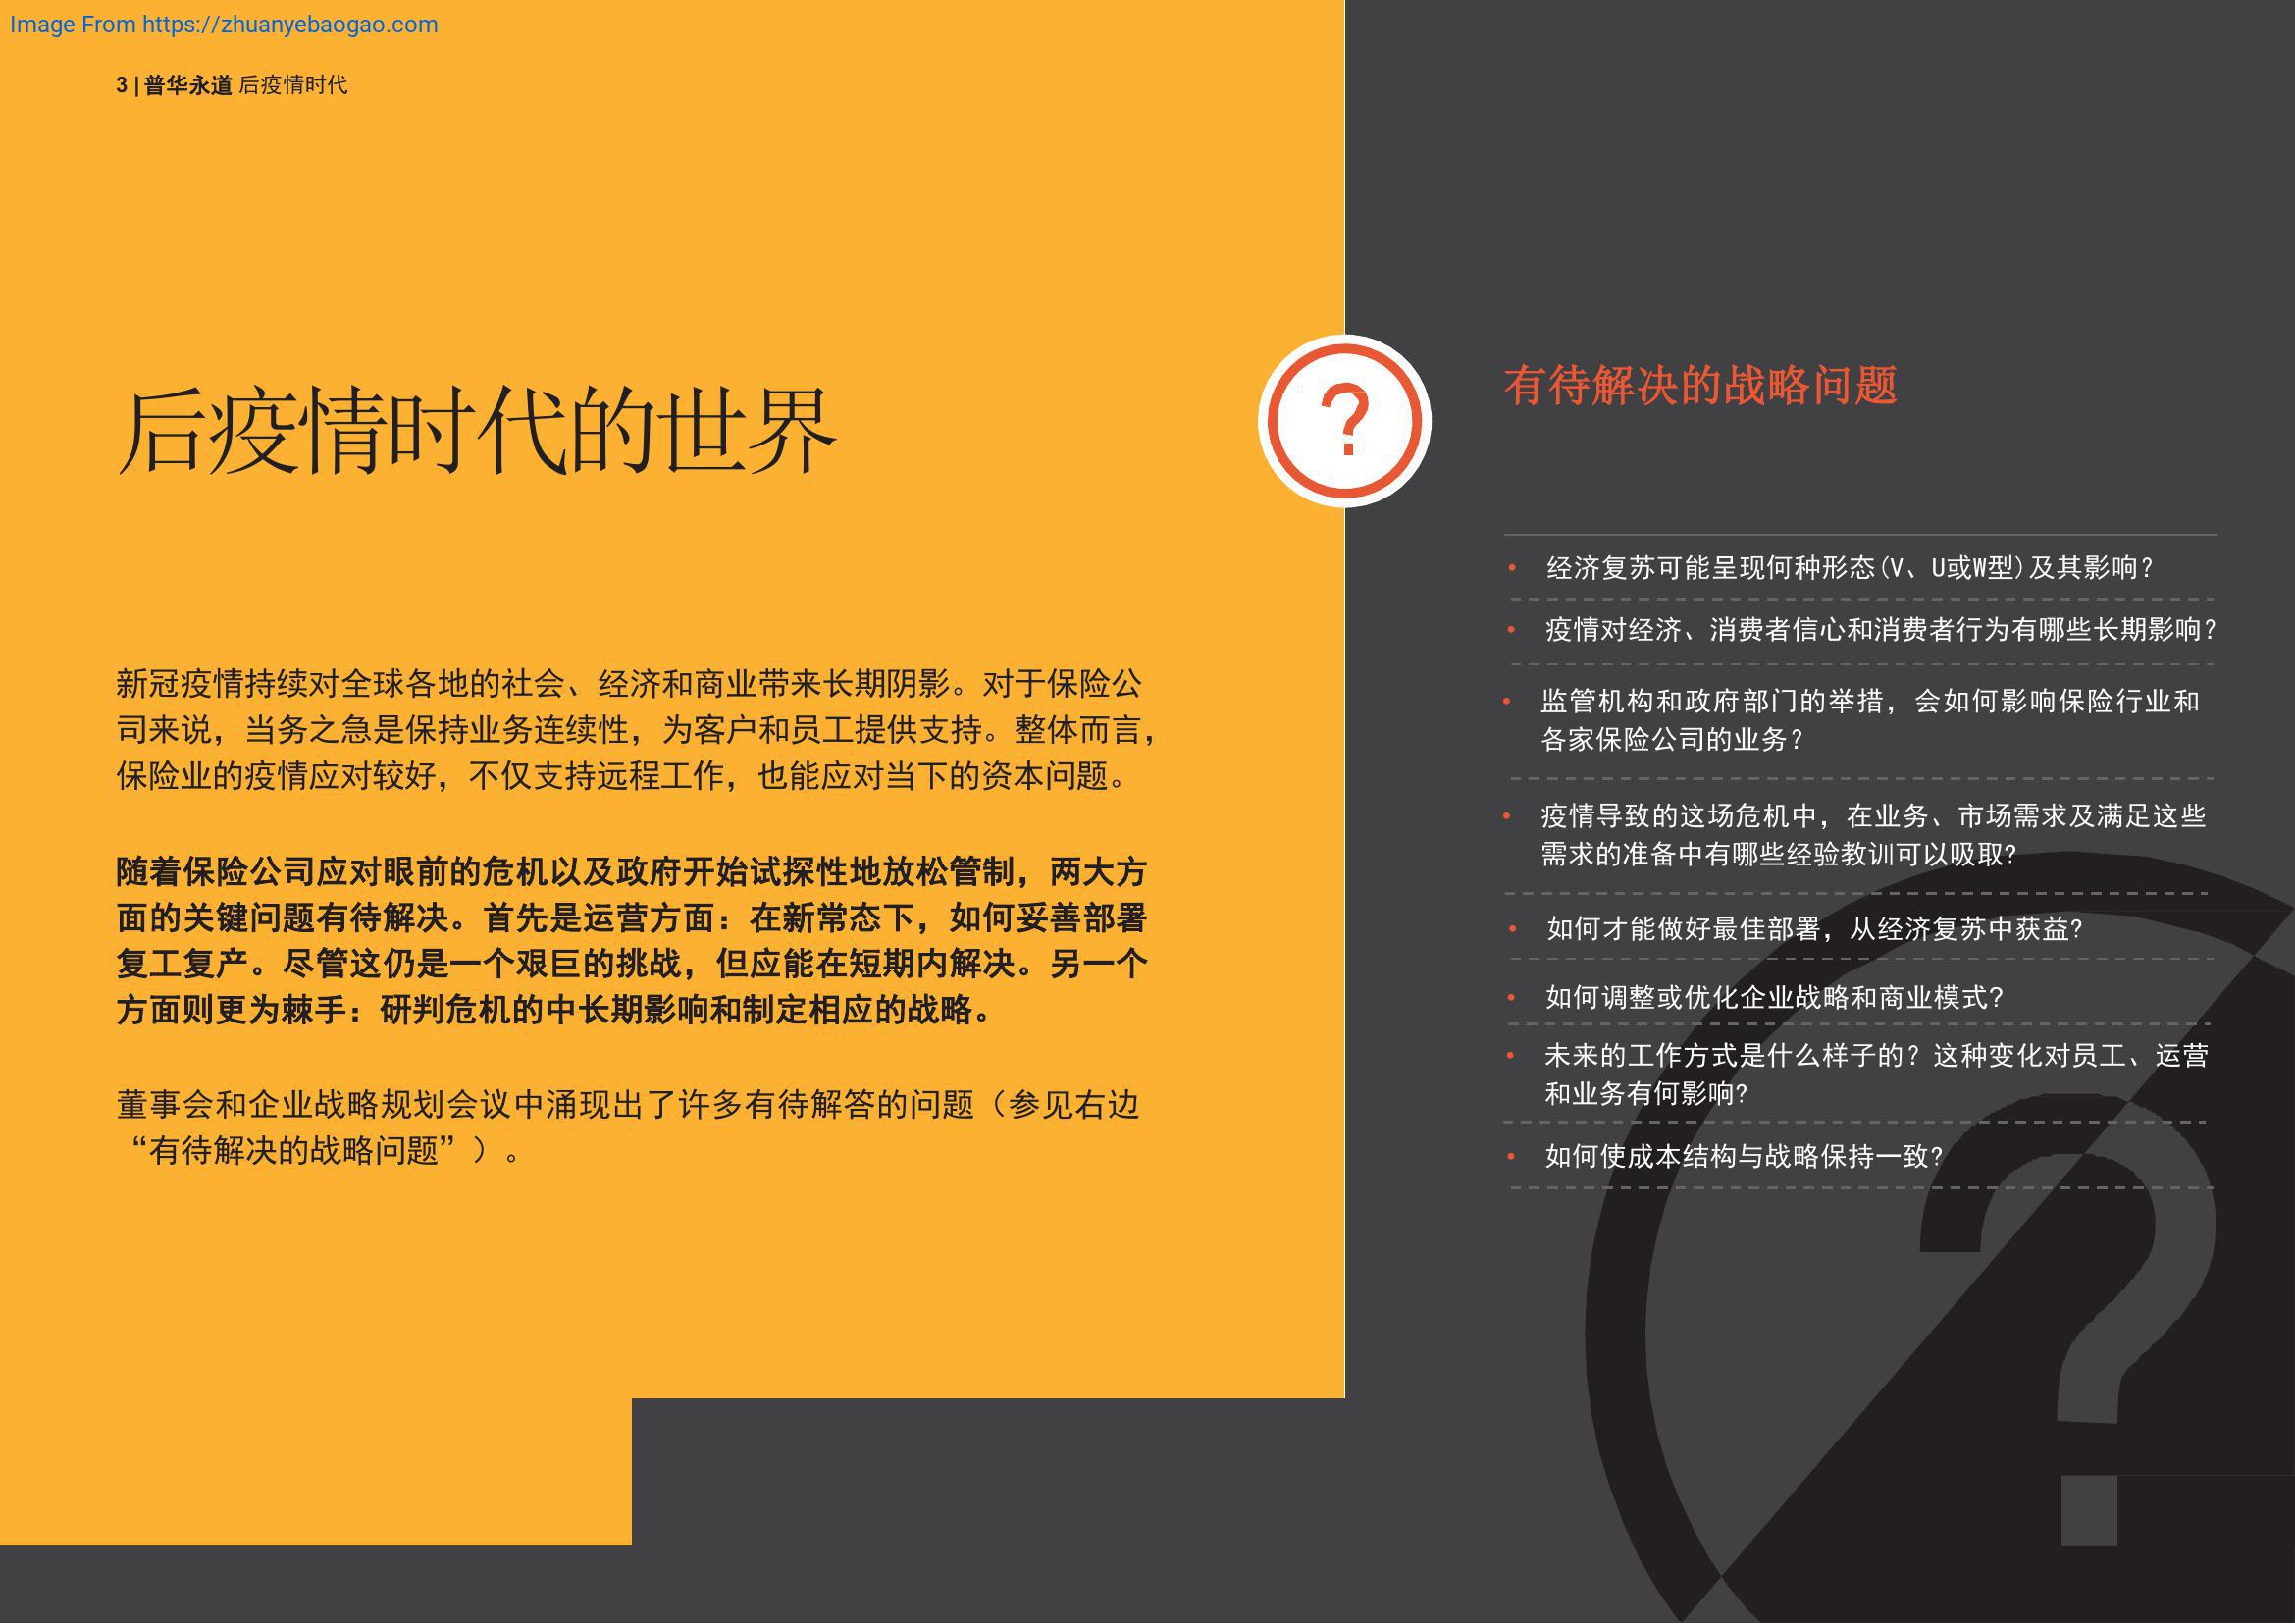 Image From https://zhuanyebaogao.com
3 | 普华永道 后疫情时代
后疫情时代的世界
新冠疫情持续对全球各地的社会、经济和商业带来长期阴影。对于保险公
司来说，当务之急是保持业务连续性，为客户和员工提供支持。整体而言，
保险业的疫情应对较好，不仅支持远程工作，也能应对当下的资本问题。
随着保险公司应对眼前的危机以及政府开始试探性地放松管制，两大方
面的关键问题有待解决。首先是运营方面：在新常态下，如何妥善部署
复工复产。尽管这仍是一个艰巨的挑战，但应能在短期内解决。另一个
方面则更为棘手：研判危机的中长期影响和制定相应的战略。
董事会和企业战略规划会议中涌现出了许多有待解答的问题（参见右边
“有待解决的战略问题”）。
有待解决的战略问题
• 经济复苏可能呈现何种形态(V、U或W型)及其影响?
• 疫情对经济、消费者信心和消费者行为有哪些长期影响?
• 监管机构和政府部门的举措，会如何影响保险行业和
各家保险公司的业务?
• 疫情导致的这场危机中，在业务、市场需求及满足这些
需求的准备中有哪些经验教训可以吸取?
• 如何才能做好最佳部署，从经济复苏中获益?
• 如何调整或优化企业战略和商业模式?
• 未来的工作方式是什么样子的? 这种变化对员工、运营
和业务有何影响?
• 如何使成本结构与战略保持一致?